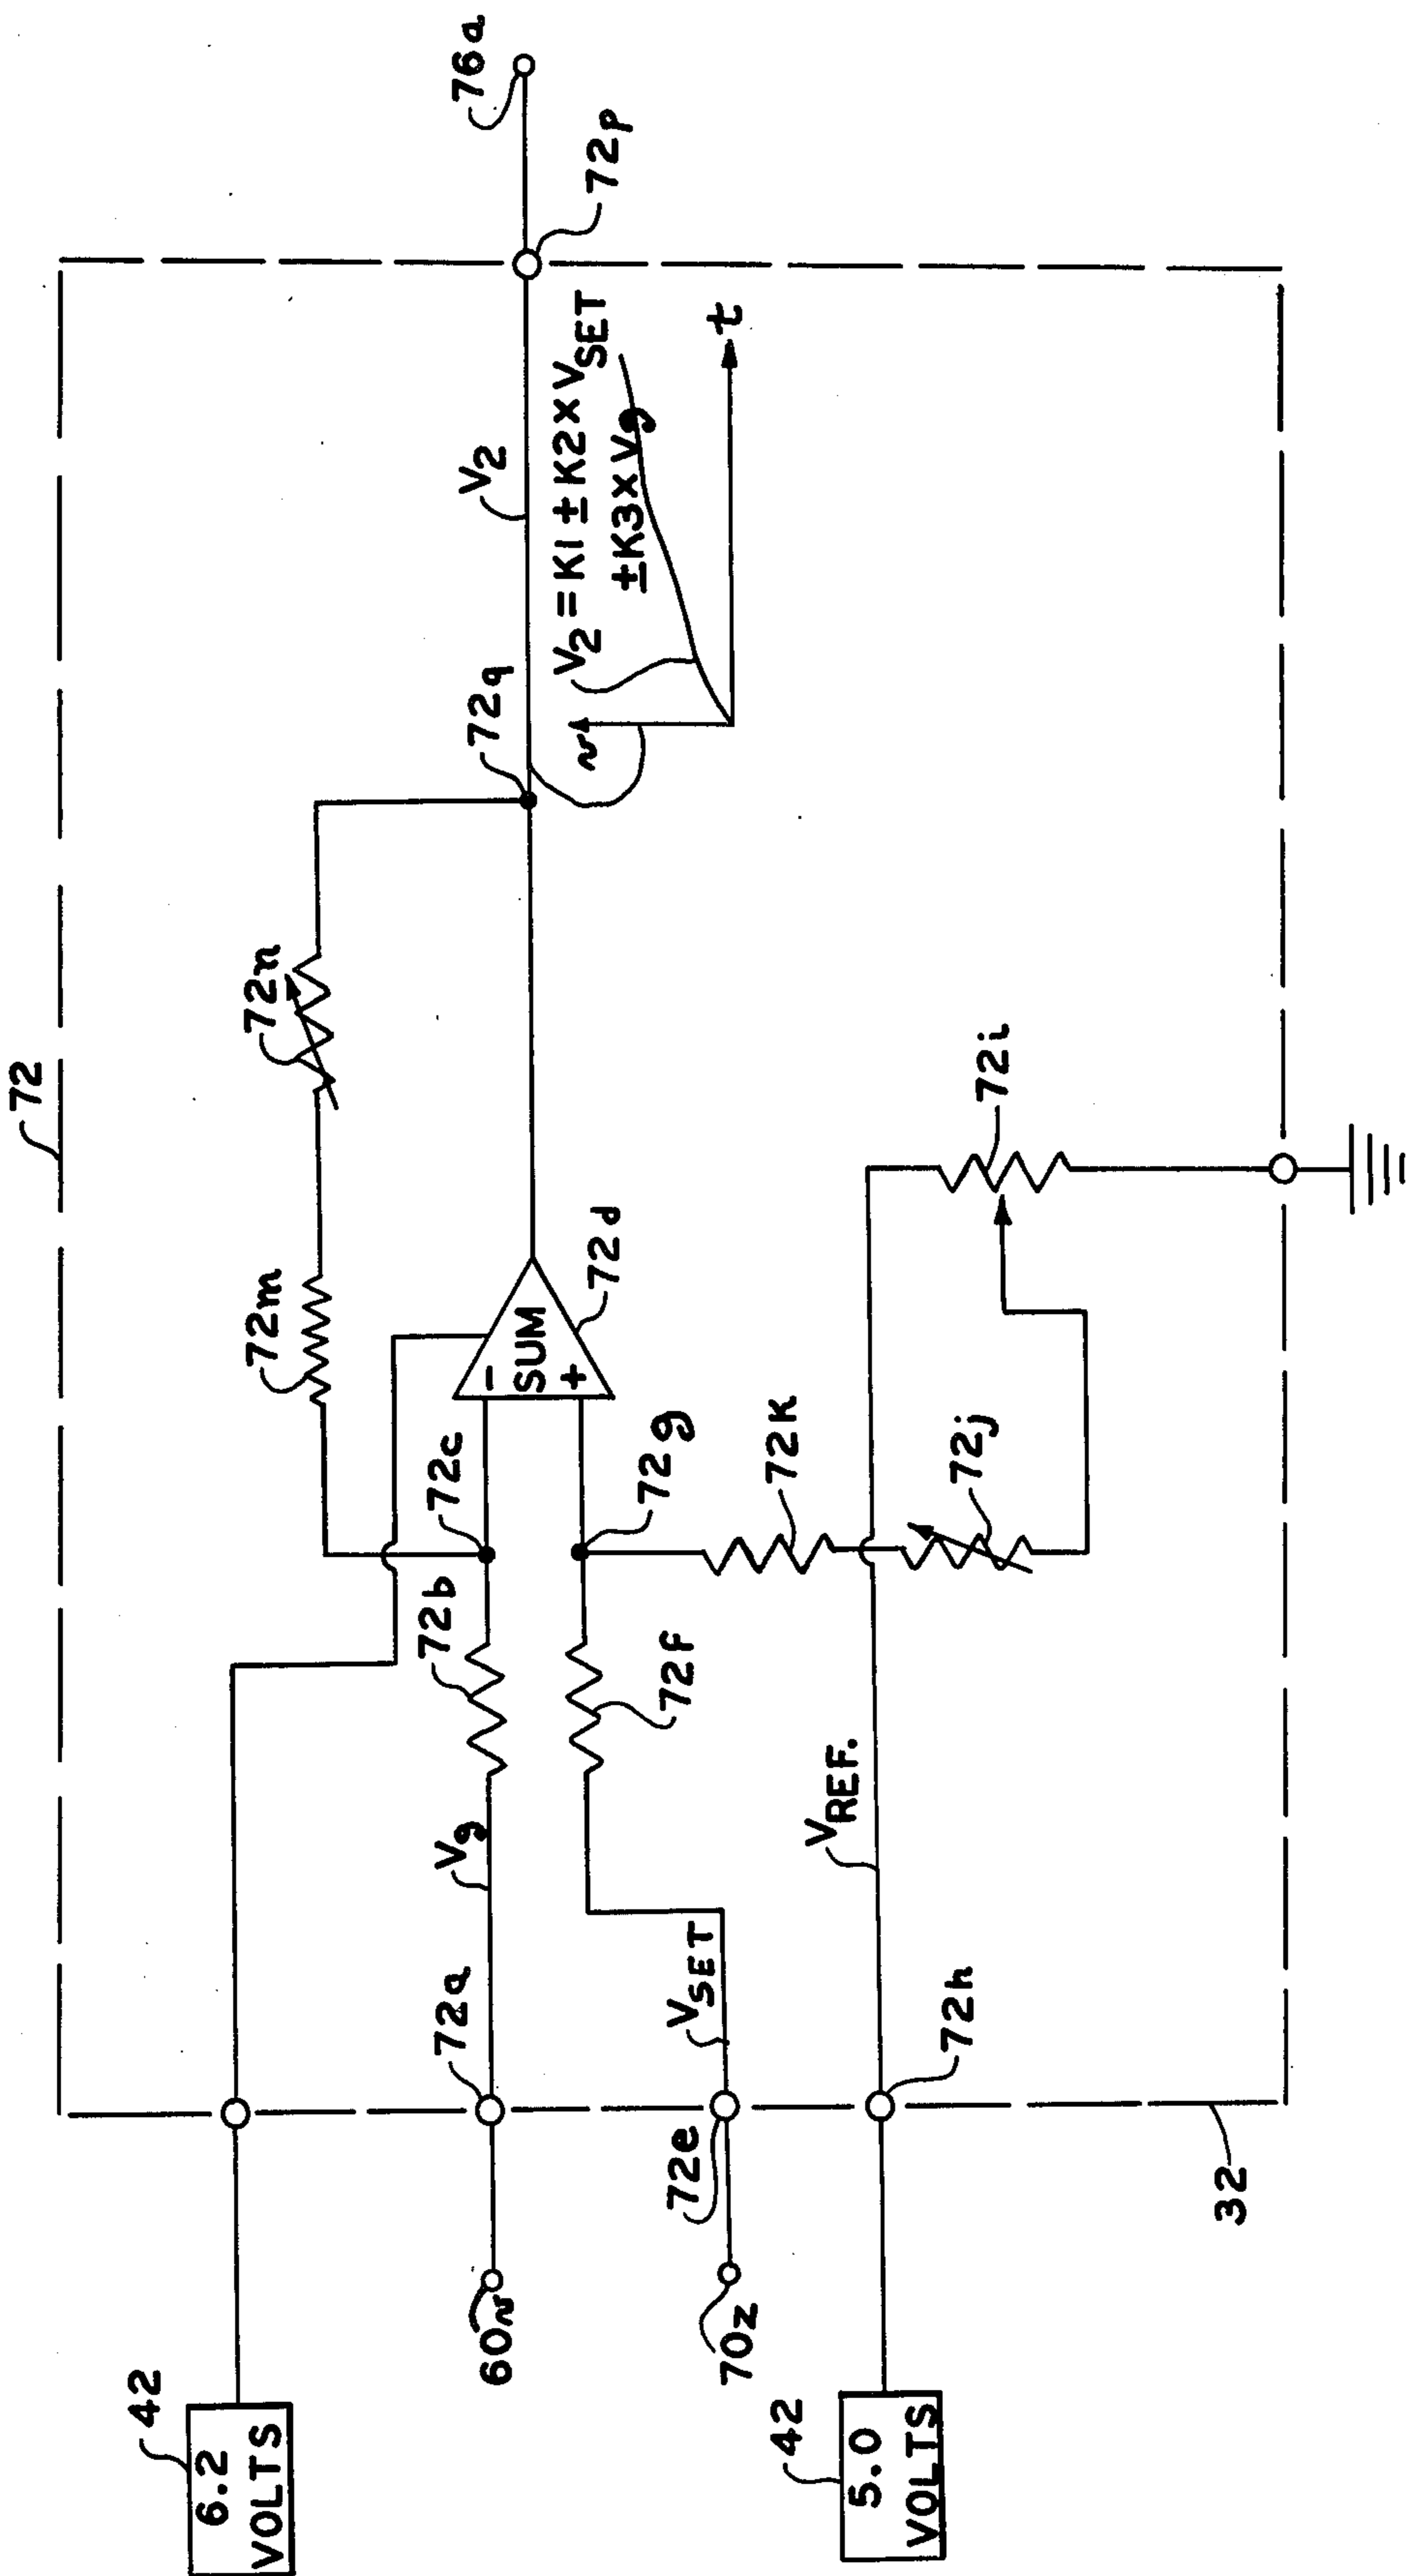 72
42
6.2
VOLTS
72m
72n
72q
V2
76a
72p
60v
72a
Vg
72b
72c
-
SUM
+
72d
V2 = K1 ± K2 x VSET
± K3 x Vg
v
t
70z
72e
VSET
72f
72g
72k
72j
72i
42
5.0
VOLTS
VREF.
72h
32